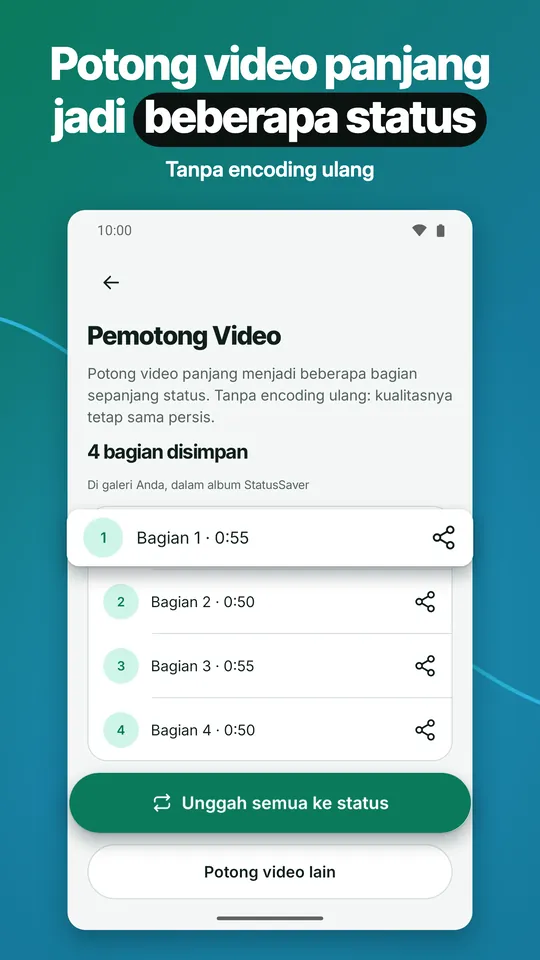 Potong video panjang
jadi beberapa status
Tanpa encoding ulang
10:00
Pemotong Video
Potong video panjang menjadi beberapa bagian
sepanjang status. Tanpa encoding ulang: kualitasnya
tetap sama persis.
4 bagian disimpan
Di galeri Anda, dalam album StatusSaver
1 Bagian 1 · 0:55
2 Bagian 2 · 0:50
3 Bagian 3 · 0:55
4 Bagian 4 · 0:50
Unggah semua ke status
Potong video lain